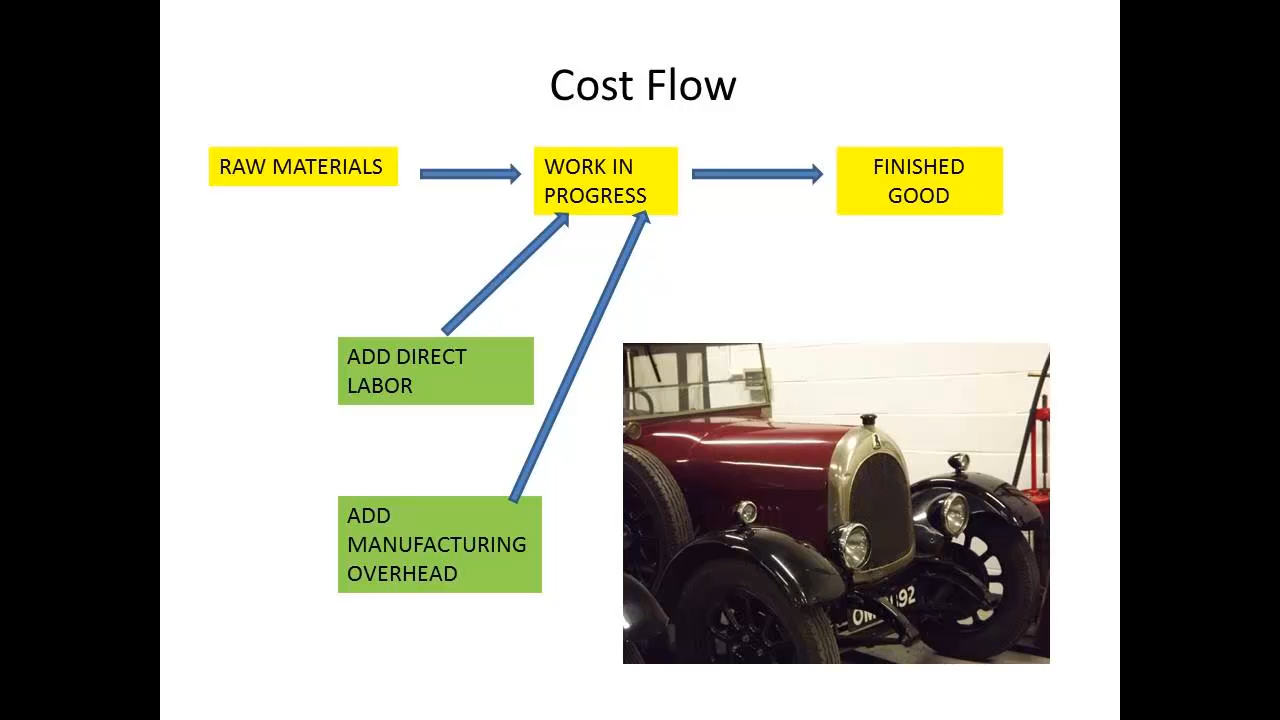 Cost Flow
RAW MATERIALS
WORK IN
PROGRESS
FINISHED
GOOD
ADD DIRECT
LABOR
ADD
MANUFACTURING
OVERHEAD